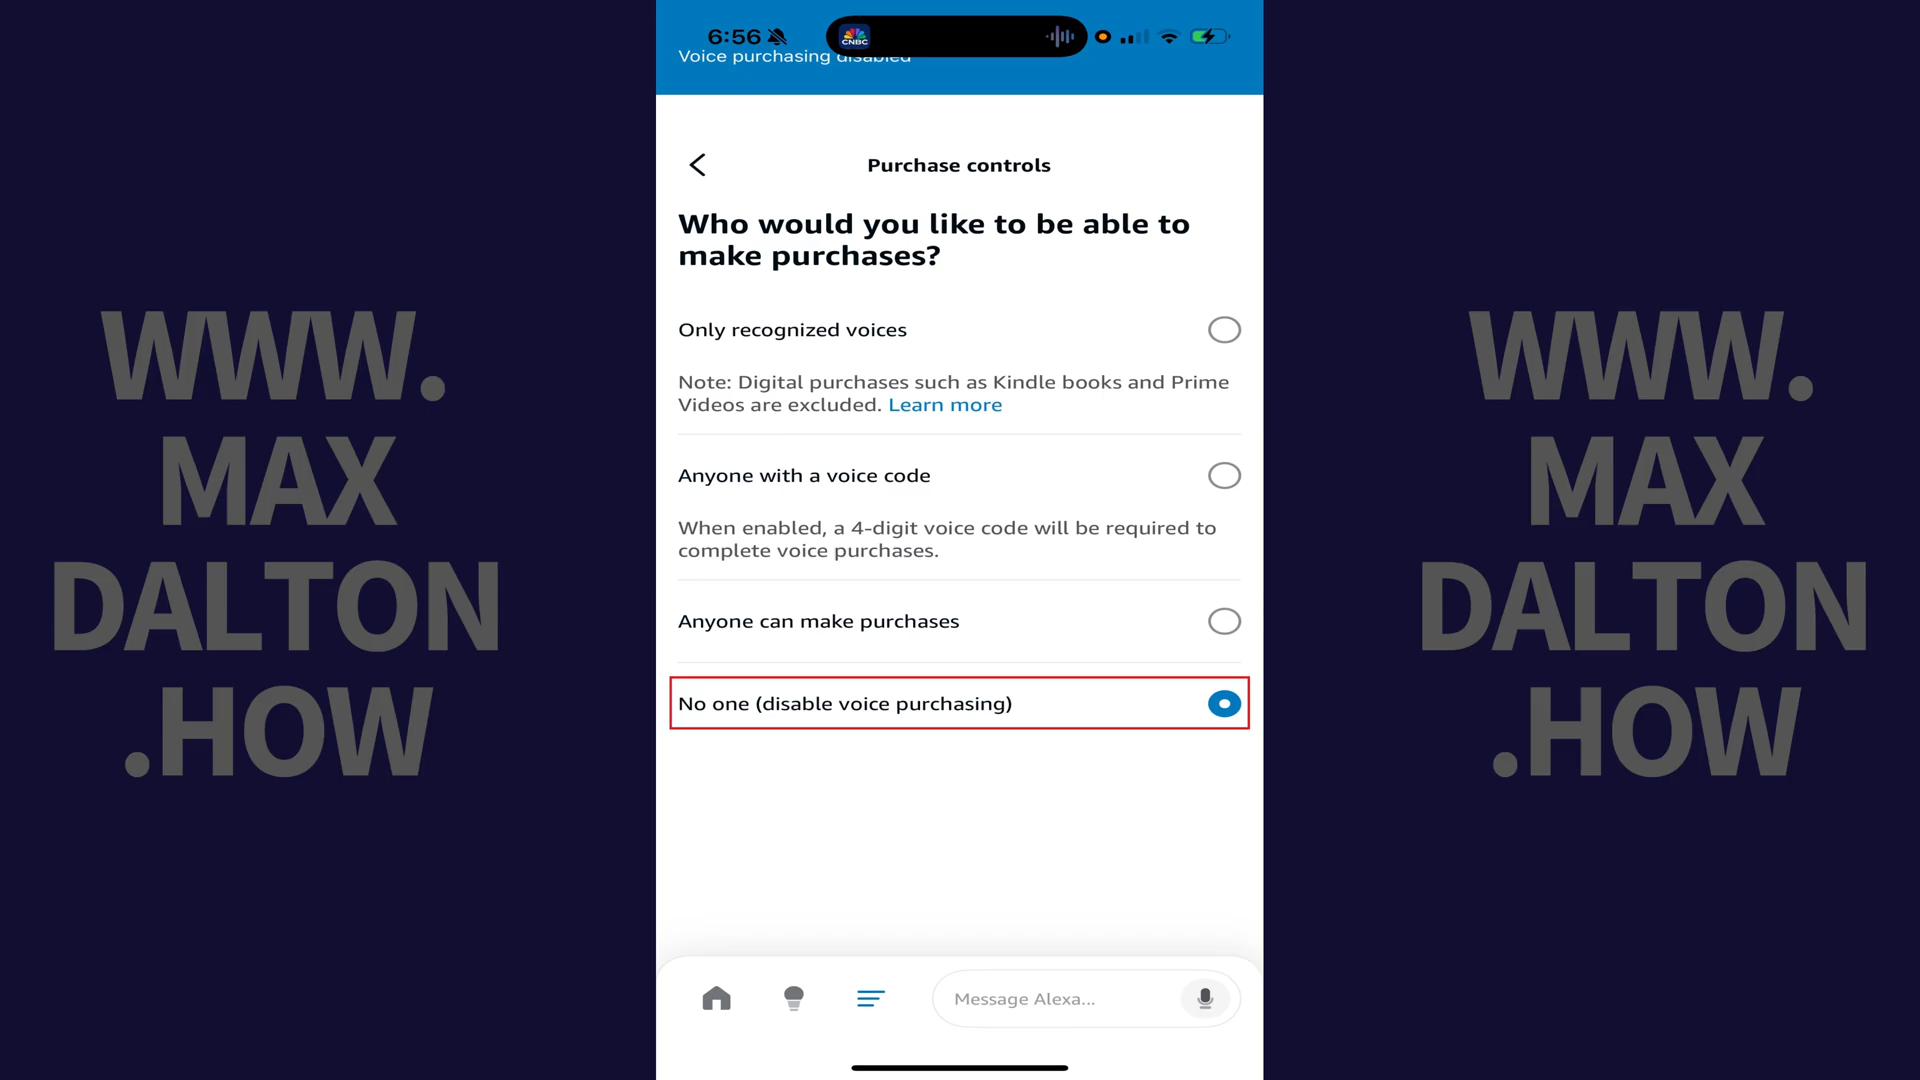 6:56
CNBC
Voice purchasing disabled
Purchase controls
Who would you like to be able to
make purchases?
Only recognized voices
Note: Digital purchases such as Kindle books and Prime
Videos are excluded. Learn more
Anyone with a voice code
When enabled, a 4-digit voice code will be required to
complete voice purchases.
Anyone can make purchases
No one (disable voice purchasing)
Message Alexa...
WWW.
MAX
DALTON
.HOW
WWW.
MAX
DALTON
.HOW